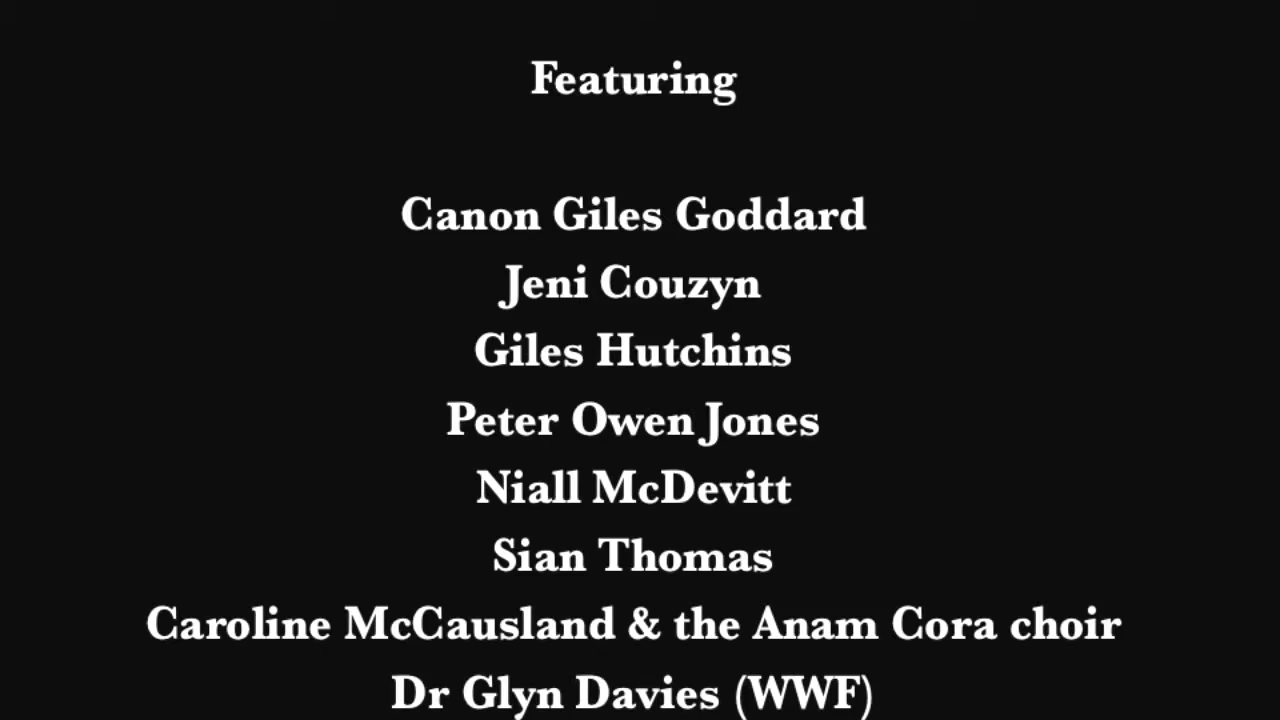 Featuring
Canon Giles Goddard
Jeni Couzyn
Giles Hutchins
Peter Owen Jones
Niall McDevitt
Sian Thomas
Caroline McCausland & the Anam Cora choir
Dr Glyn Davies (WWF)